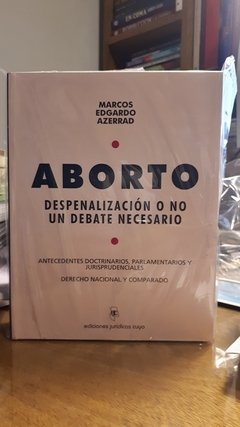 MARCOS
EDGARDO
AZERRAD
ABORTO
DESPENALIZACIÓN O NO
UN DEBATE NECESARIO
ANTECEDENTES DOCTRINARIOS, PARLAMENTARIOS Y
JURISPRUDENCIALES
DERECHO NACIONAL Y COMPARADO
ediciones jurídicas cuyo